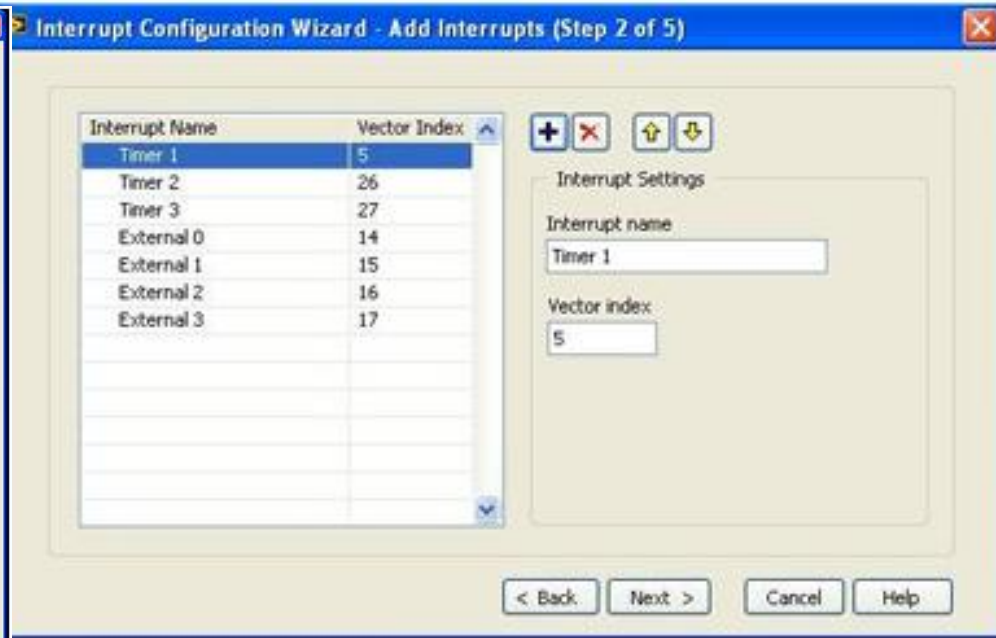 Interrupt Configuration Wizard - Add Interrupts (Step 2 of 5)
Interrupt Name Vector Index
Timer 1 5
Timer 2 26
Timer 3 27
External 0 14
External 1 15
External 2 16
External 3 17
Interrupt Settings
Interrupt name
Timer 1
Vector index
5
< Back Next > Cancel Help